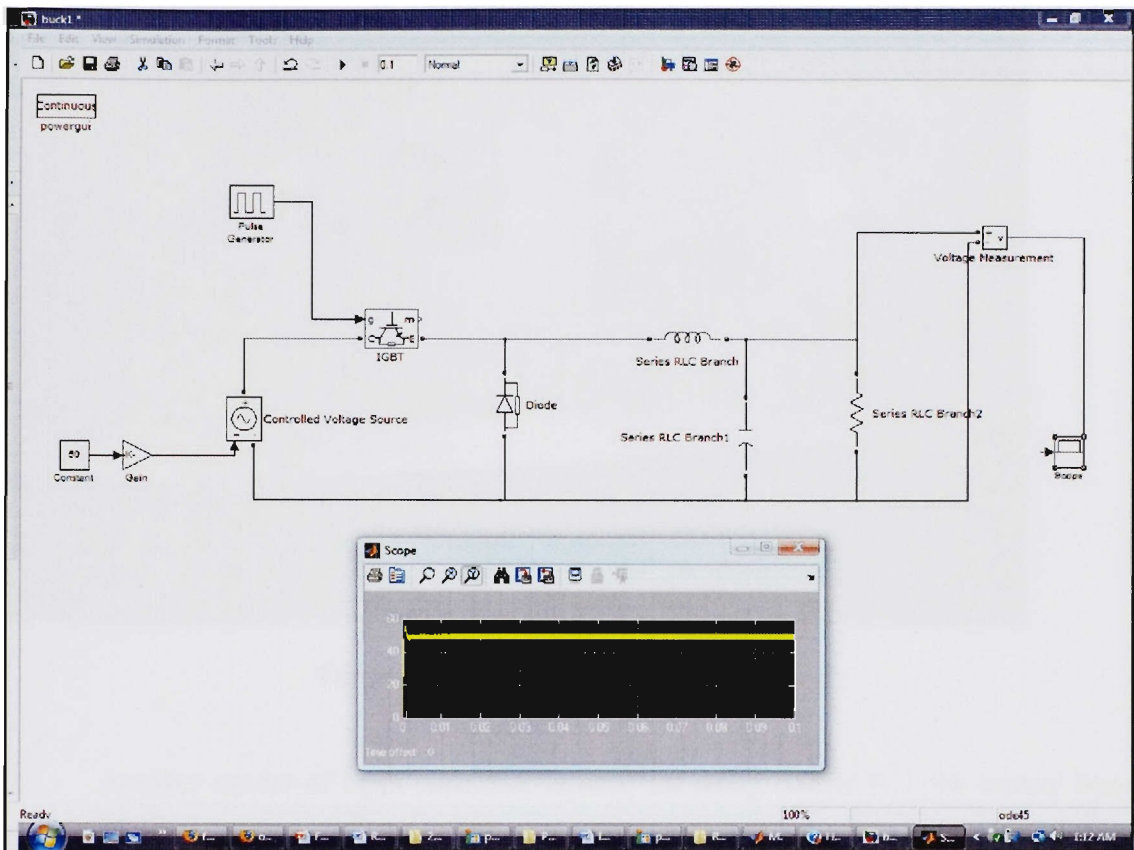 buck1 *
File Edit View Simulation Format Tools Help
0.1 Normal
Continuous
powergui
Pulse
Generator
+ v
-
Voltage Measurement
g m
C E
IGBT
Series RLC Branch
Diode
Controlled Voltage Source
Series RLC Branch2
Series RLC Branch1
50
K-
Constant
Gain
Scope
Scope
60
40
20
0
0 0.01 0.02 0.03 0.04 0.05 0.06 0.07 0.08 0.09 0.1
Time offset: 0
Ready
100%
ode45
1:12 AM